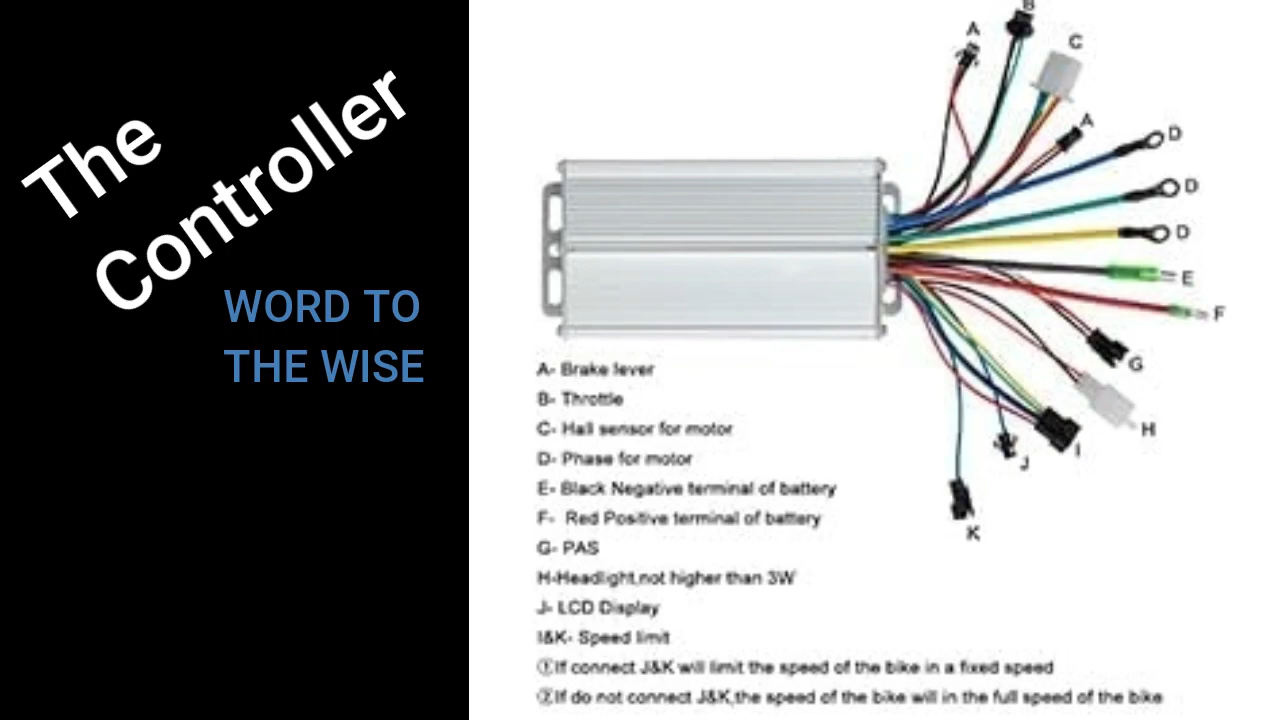 The
Controller
WORD TO
THE WISE
B
A
C
A
D
D
D
E
F
G
H
I
J
K
A- Brake lever
B- Throttle
C- Hall sensor for motor
D- Phase for motor
E- Black Negative terminal of battery
F- Red Positive terminal of battery
G- PAS
H-Headlight,not higher than 3W
J- LCD Display
I&K- Speed limit
①If connect J&K will limit the speed of the bike in a fixed speed
②If do not connect J&K,the speed of the bike will in the full speed of the bike